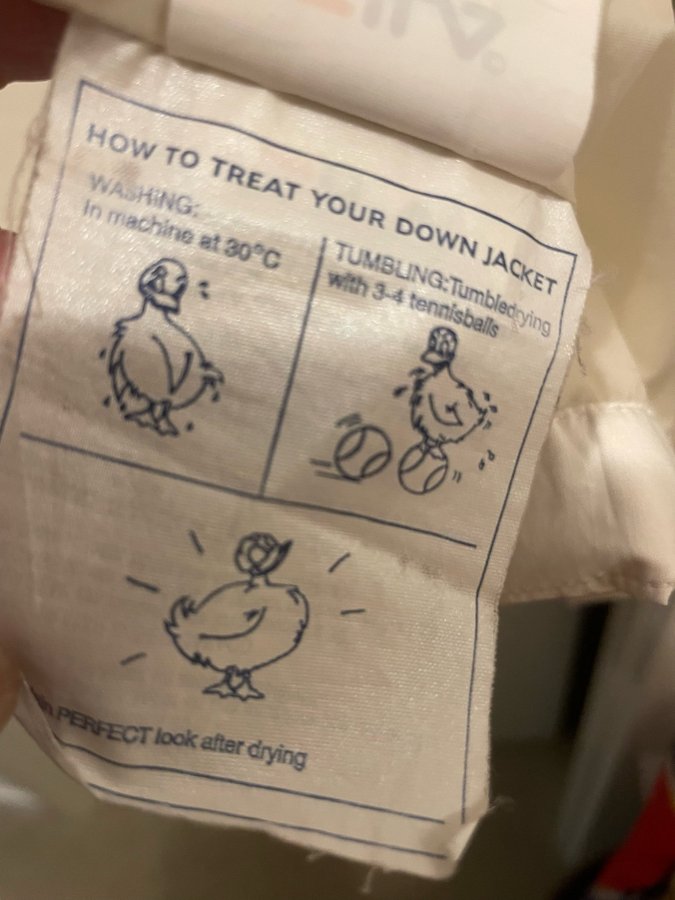 HOW TO TREAT YOUR DOWN JACKET
WASHING:
In machine at 30°C
TUMBLING:Tumbledrying
with 3-4 tennisballs
PERFECT look after drying